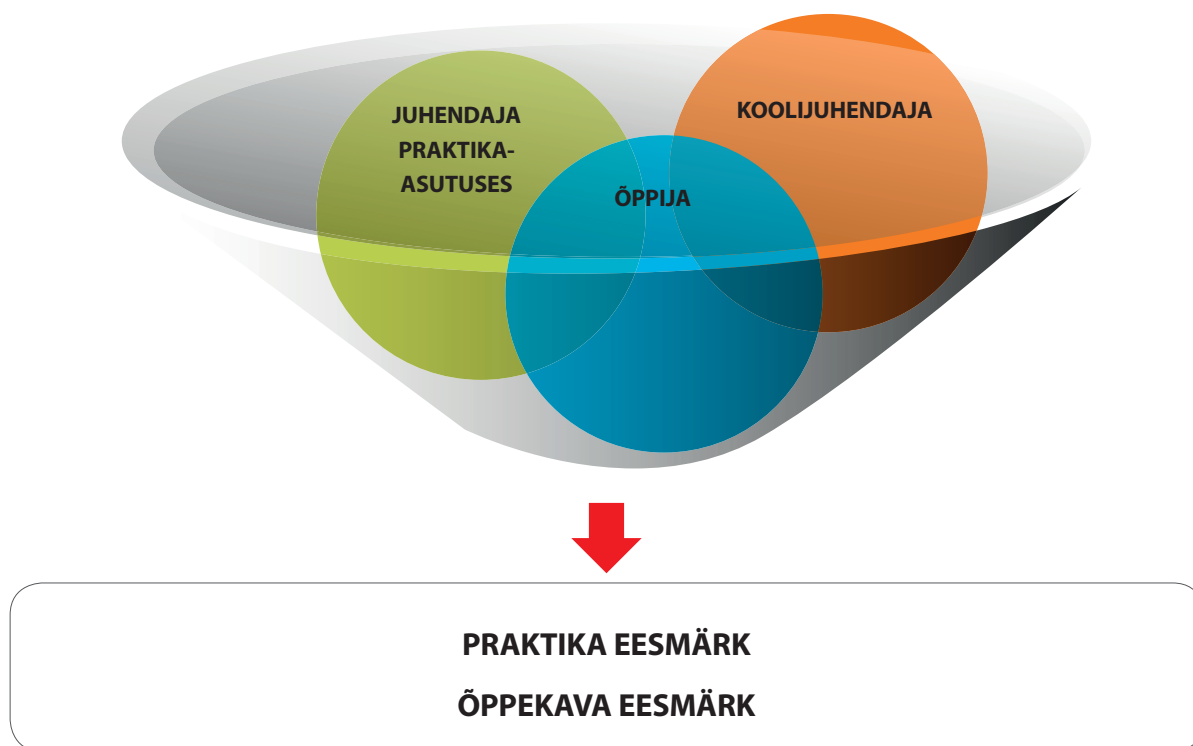 JUHENDAJA
PRAKTIKA-
ASUTUSES
KOOLIJUHENDAJA
ÕPPIJA
PRAKTIKA EESMÄRK
ÕPPEKAVA EESMÄRK